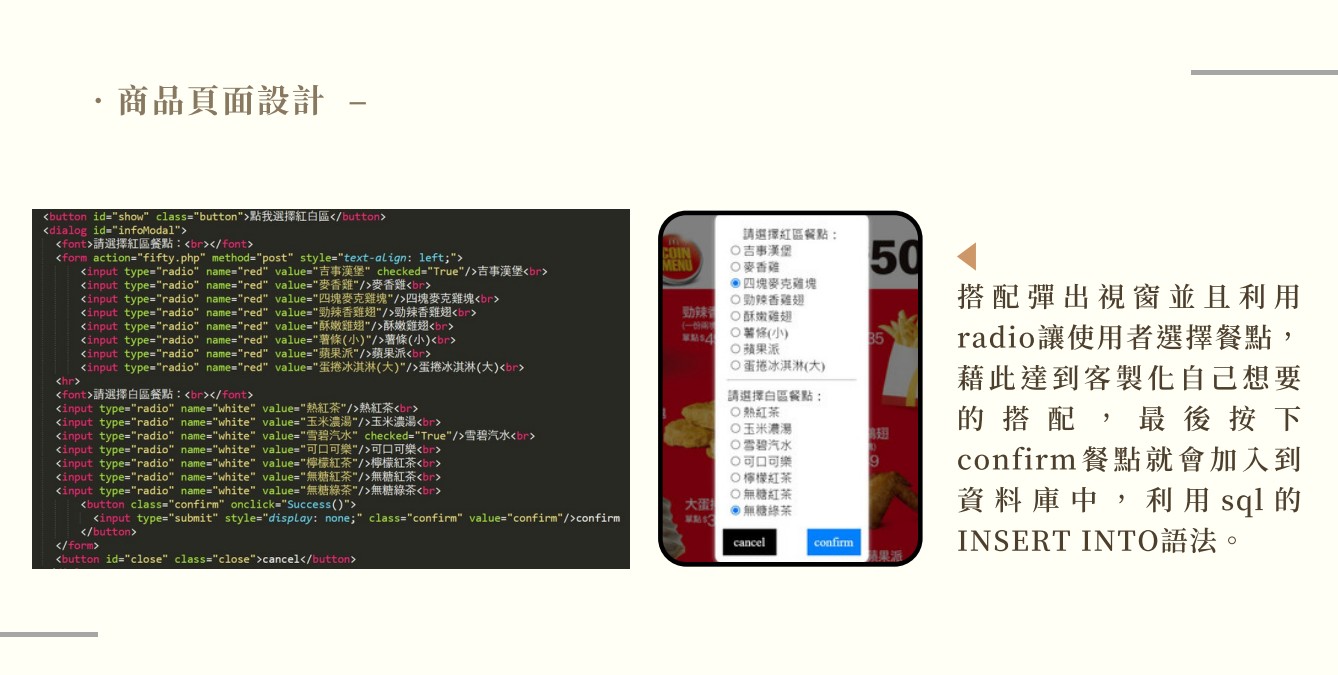 ・商品頁面設計 –
<button id="show" class="button">點我選擇紅白區</button>
<dialog id="infoModal">
<font>請選擇紅區餐點：<br></font>
<form action="fifty.php" method="post" style="text-align: left;">
<input type="radio" name="red" value="吉事漢堡" checked="True"/>吉事漢堡<br>
<input type="radio" name="red" value="麥香雞"/>麥香雞<br>
<input type="radio" name="red" value="四塊麥克雞塊"/>四塊麥克雞塊<br>
<input type="radio" name="red" value="勁辣香雞翅"/>勁辣香雞翅<br>
<input type="radio" name="red" value="酥嫩雞翅"/>酥嫩雞翅<br>
<input type="radio" name="red" value="薯條(小)"/>薯條(小)<br>
<input type="radio" name="red" value="蘋果派"/>蘋果派<br>
<input type="radio" name="red" value="蛋捲冰淇淋(大)"/>蛋捲冰淇淋(大)<br>
<hr>
<font>請選擇白區餐點：<br></font>
<input type="radio" name="white" value="熱紅茶"/>熱紅茶<br>
<input type="radio" name="white" value="玉米濃湯"/>玉米濃湯<br>
<input type="radio" name="white" value="雪碧汽水" checked="True"/>雪碧汽水<br>
<input type="radio" name="white" value="可口可樂"/>可口可樂<br>
<input type="radio" name="white" value="檸檬紅茶"/>檸檬紅茶<br>
<input type="radio" name="white" value="無糖紅茶"/>無糖紅茶<br>
<input type="radio" name="white" value="無糖綠茶"/>無糖綠茶<br>
<button class="confirm" onclick="Success()">
<input type="submit" style="display: none;" class="confirm" value="confirm"/>confirm
</button>
</form>
<button id="close" class="close">cancel</button>
COIN
MENU
50
勁辣香
35
大蛋
蘋果派
請選擇紅區餐點：
吉事漢堡
麥香雞
四塊麥克雞塊
勁辣香雞翅
酥嫩雞翅
薯條(小)
蘋果派
蛋捲冰淇淋(大)
請選擇白區餐點：
熱紅茶
玉米濃湯
雪碧汽水
可口可樂
檸檬紅茶
無糖紅茶
無糖綠茶
cancel confirm
搭配彈出視窗並且利用
radio讓使用者選擇餐點，
藉此達到客製化自己想要
的搭配，最後按下
confirm餐點就會加入到
資料庫中，利用sql的
INSERT INTO語法。